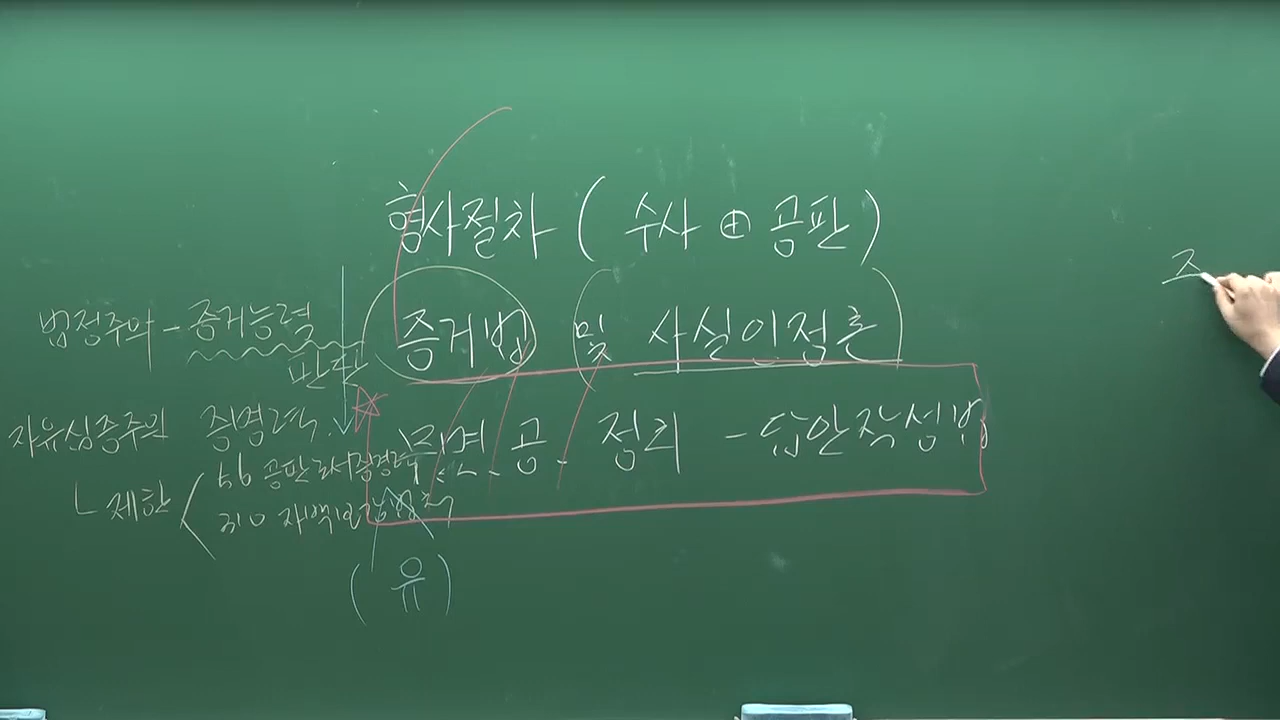 형사절차 ( 수사 ⊕ 공판 )
법정주의 - 증거능력
판단
증거법 및 사실인정론
자유심증주의 증명력.
면. 공. 정리 - 답안작성법
ㄴ 제한 56 공판조서증명력
310 자백
( 유 )
ㅈ